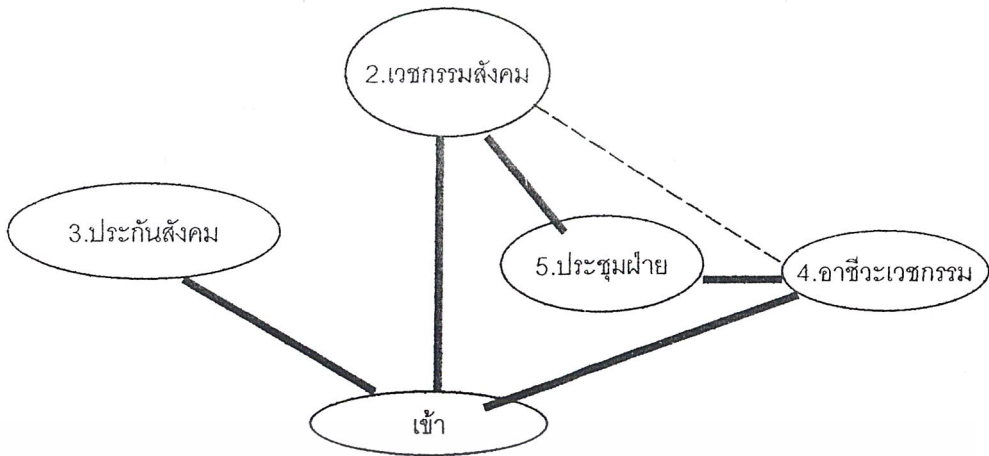 2.เวชกรรมสังคม
3.ประกันสังคม
5.ประชุมฝ่าย
4.อาชีวะเวชกรรม
เข้า